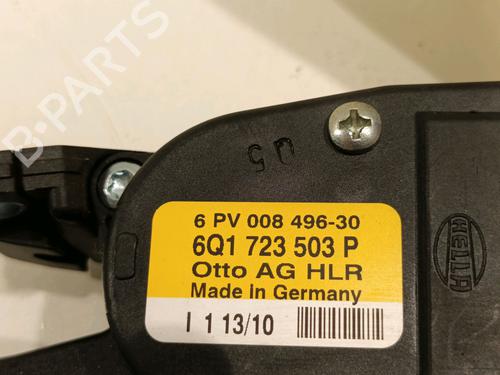 B-PARTS
U 5
6 PV 008 496-30
6Q1 723 503 P
Otto AG HLR
Made in Germany
I 1 13/10
HELLA